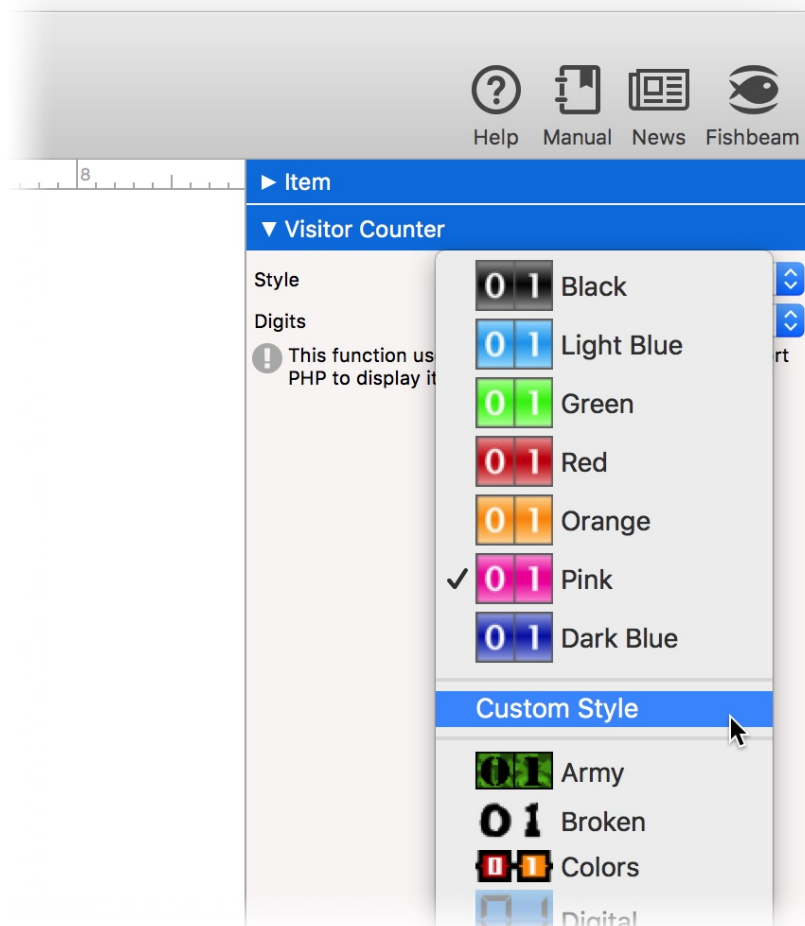 Help Manual News Fishbeam
8
▶ Item
▼ Visitor Counter
Style
Digits
This function us
rt
PHP to display it
01 Black
01 Light Blue
01 Green
01 Red
01 Orange
✓ 01 Pink
01 Dark Blue
Custom Style
01 Army
01 Broken
01 Colors
01 Digital